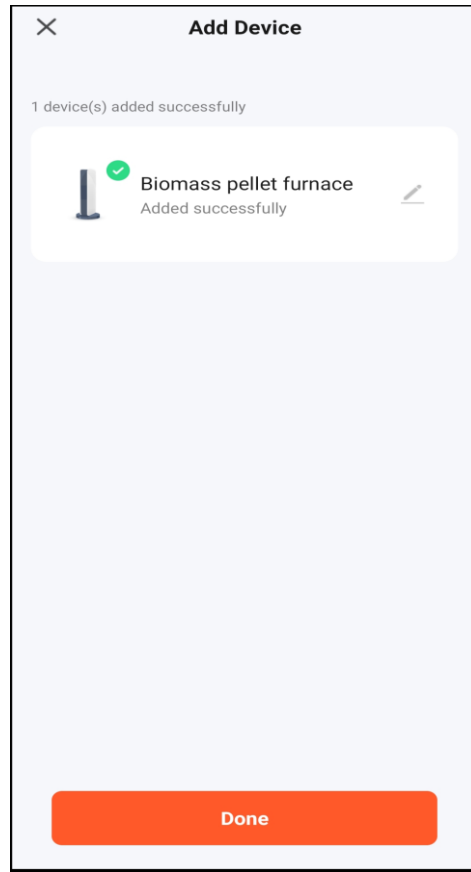 Add Device
1 device(s) added successfully
Biomass pellet furnace
Added successfully
Done